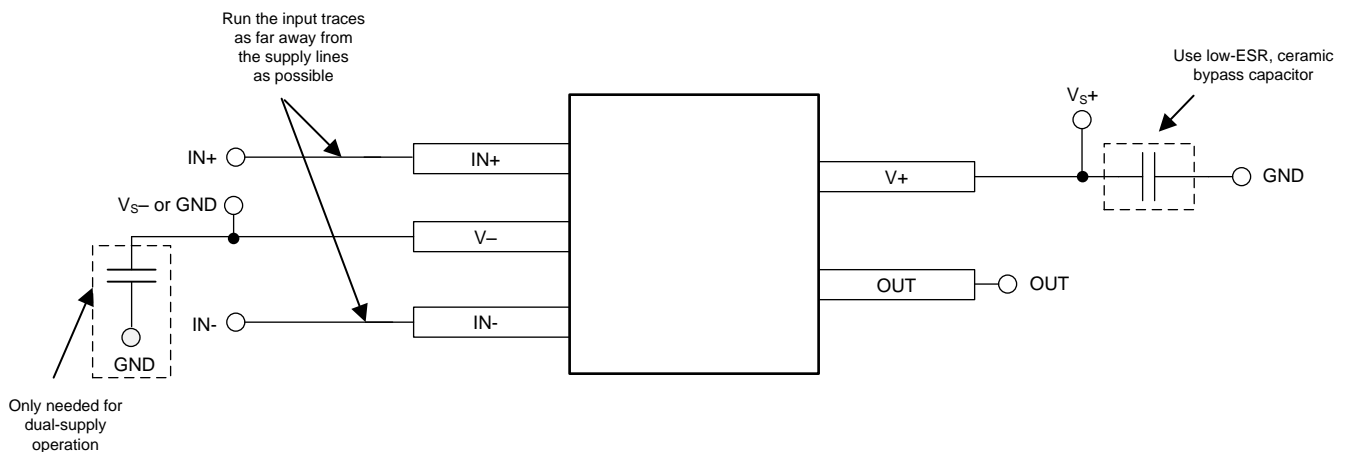 Run the input traces
as far away from
the supply lines
as possible
Use low-ESR, ceramic
bypass capacitor
VS+
IN+
IN+
V+
GND
VS– or GND
V–
OUT
OUT
IN-
IN-
GND
Only needed for
dual-supply
operation